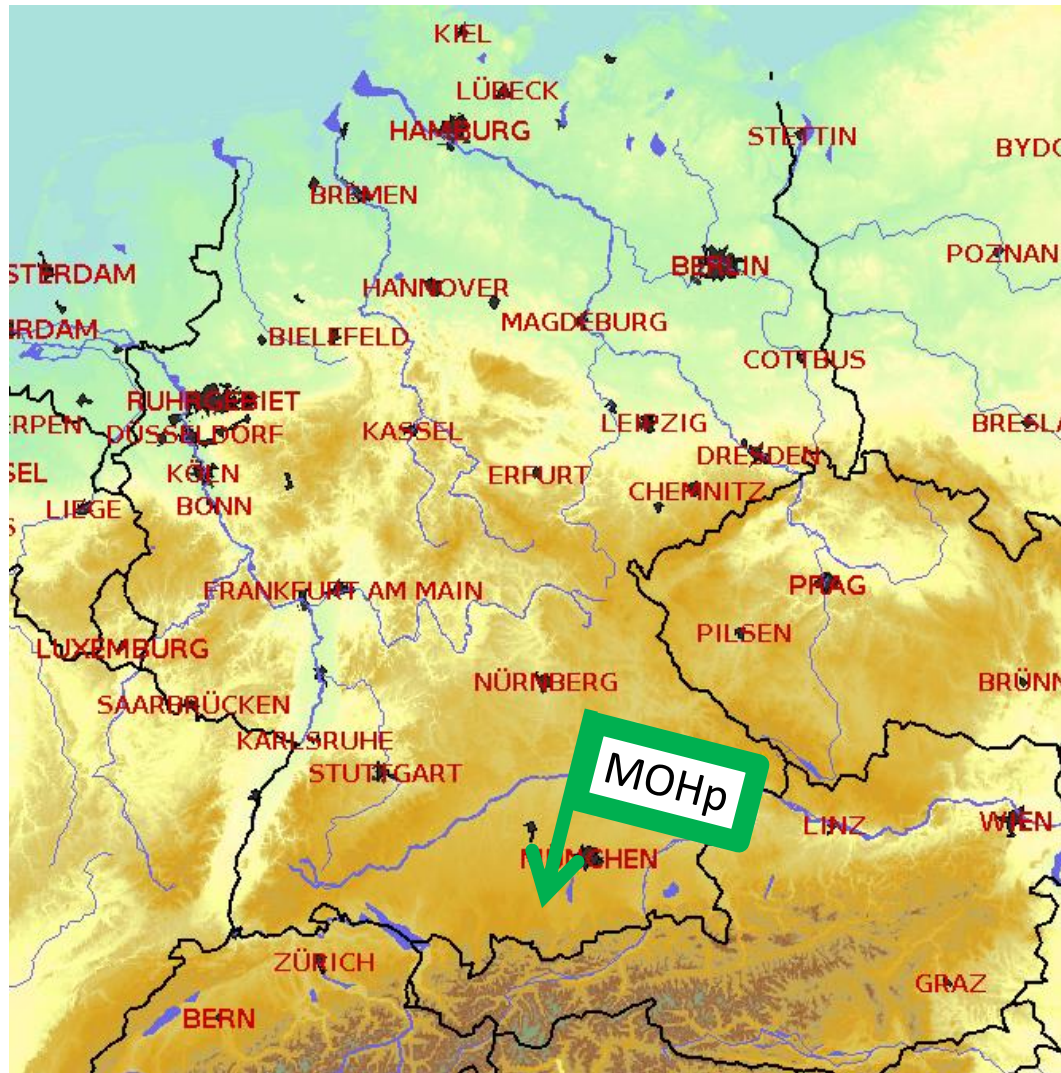 KIEL
LÜBECK
HAMBURG
STETTIN
BYDG
BREMEN
POZNAN
BERLIN
STERDAM
HANNOVER
MAGDEBURG
RDAM
BIELEFELD
COTTBUS
RUHRGEBIET
ERPEN
DÜSSELDORF
KASSEL
LEIPZIG
BRESLA
DRESDEN
SEL
KÖLN
ERFURT
CHEMNITZ
LIEGE
BONN
S
FRANKFURT AM MAIN
PRAG
PILSEN
LUXEMBURG
NÜRNBERG
BRÜNN
SAARBRÜCKEN
KARLSRUHE
STUTTGART
MOHp
LINZ
WIEN
MÜNCHEN
ZÜRICH
GRAZ
BERN